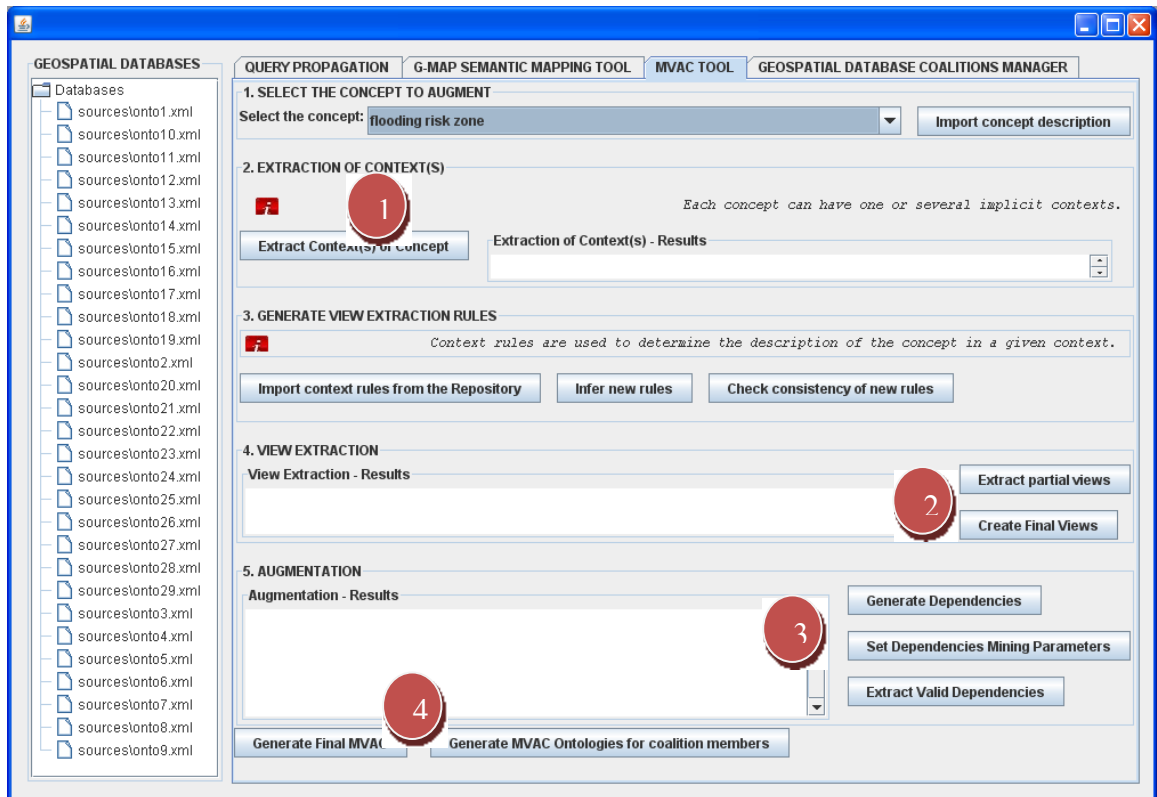 GEOSPATIAL DATABASES
Databases
sources\onto1.xml
sources\onto10.xml
sources\onto11.xml
sources\onto12.xml
sources\onto13.xml
sources\onto14.xml
sources\onto15.xml
sources\onto16.xml
sources\onto17.xml
sources\onto18.xml
sources\onto19.xml
sources\onto2.xml
sources\onto20.xml
sources\onto21.xml
sources\onto22.xml
sources\onto23.xml
sources\onto24.xml
sources\onto25.xml
sources\onto26.xml
sources\onto27.xml
sources\onto28.xml
sources\onto29.xml
sources\onto3.xml
sources\onto4.xml
sources\onto5.xml
sources\onto6.xml
sources\onto7.xml
sources\onto8.xml
sources\onto9.xml
QUERY PROPAGATION G-MAP SEMANTIC MAPPING TOOL MVAC TOOL GEOSPATIAL DATABASE COALITIONS MANAGER
1. SELECT THE CONCEPT TO AUGMENT
Select the concept: flooding risk zone Import concept description
2. EXTRACTION OF CONTEXT(S)
i 1 Each concept can have one or several implicit contexts.
Extract Context(s) of Concept Extraction of Context(s) - Results
3. GENERATE VIEW EXTRACTION RULES
i Context rules are used to determine the description of the concept in a given context.
Import context rules from the Repository Infer new rules Check consistency of new rules
4. VIEW EXTRACTION
View Extraction - Results Extract partial views
2
Create Final Views
5. AUGMENTATION
Augmentation - Results Generate Dependencies
3 Set Dependencies Mining Parameters
Extract Valid Dependencies
4
Generate Final MVAC Generate MVAC Ontologies for coalition members